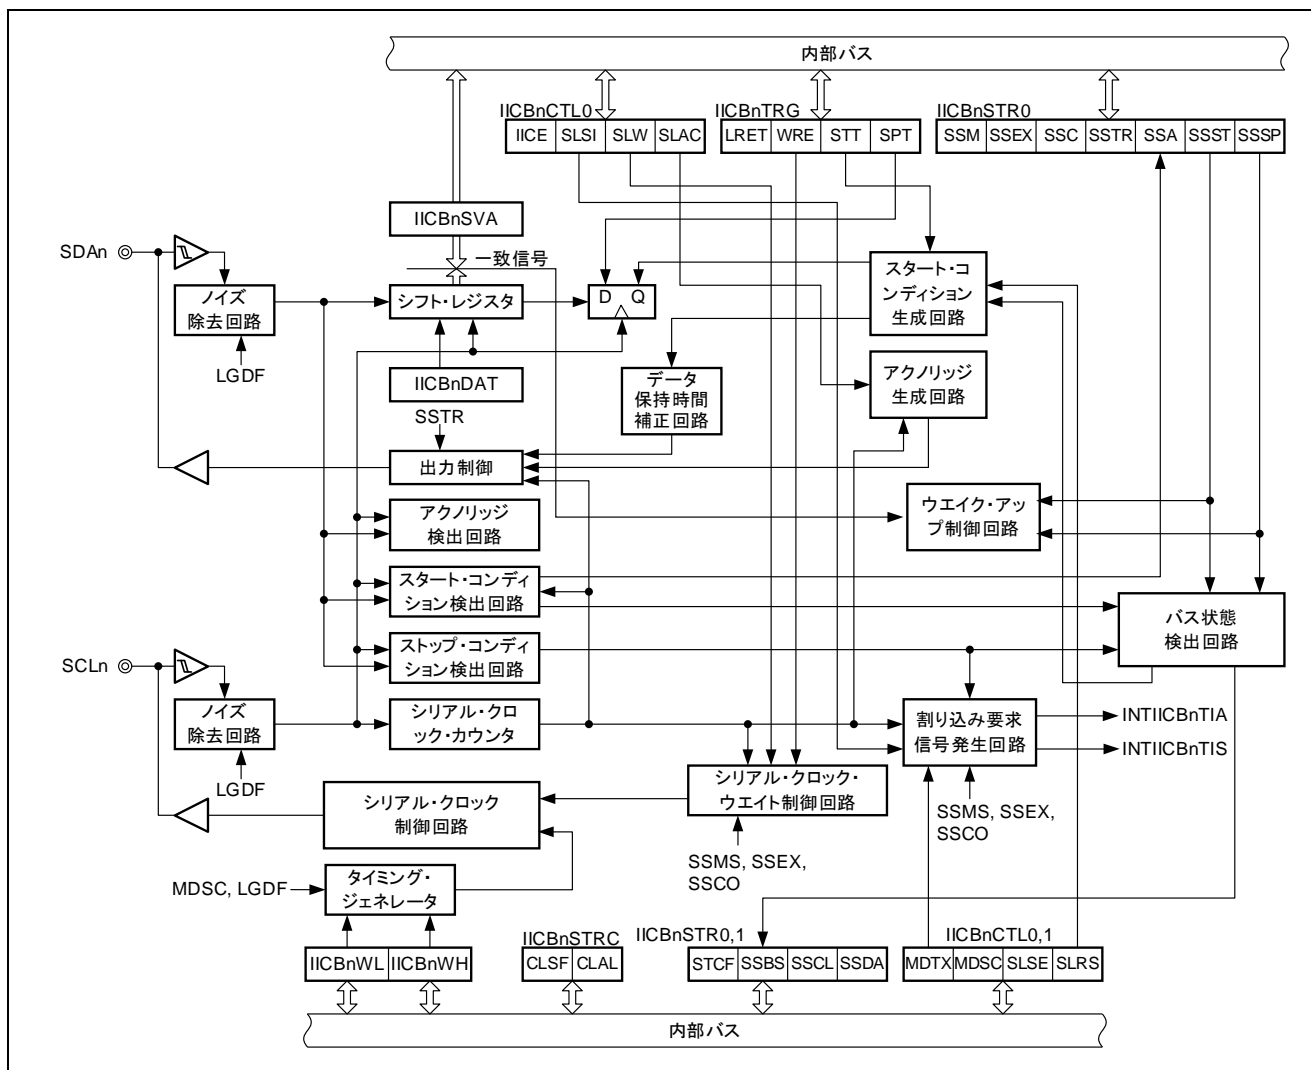 内部バス
IICBnCTL0
IICE SLSI SLW SLAC
IICBnTRG
LRET WRE STT SPT
IICBnSTR0
SSM SSEX SSC SSTR SSA SSST SSSP
IICBnSVA
SDAn
一致信号
ノイズ
除去回路
LGDF
シフト・レジスタ
D Q
スタート・コ
ンディション
生成回路
IICBnDAT
データ
保持時間
補正回路
アクノリッジ
生成回路
SSTR
出力制御
アクノリッジ
検出回路
ウエイク・アッ
プ制御回路
スタート・コンディ
ション検出回路
バス状態
検出回路
ストップ・コンディ
ション検出回路
SCLn
ノイズ
除去回路
LGDF
シリアル・クロ
ック・カウンタ
割り込み要求
信号発生回路
INTIICBnTIA
INTIICBnTIS
シリアル・クロック
制御回路
シリアル・クロック・
ウエイト制御回路
SSMS, SSEX,
SSCO
SSMS, SSEX,
SSCO
MDSC, LGDF
タイミング・
ジェネレータ
IICBnWL IICBnWH
IICBnSTRC
CLSF CLAL
IICBnSTR0,1
STCF SSBS SSCL SSDA
IICBnCTL0,1
MDTX MDSC SLSE SLRS
内部バス